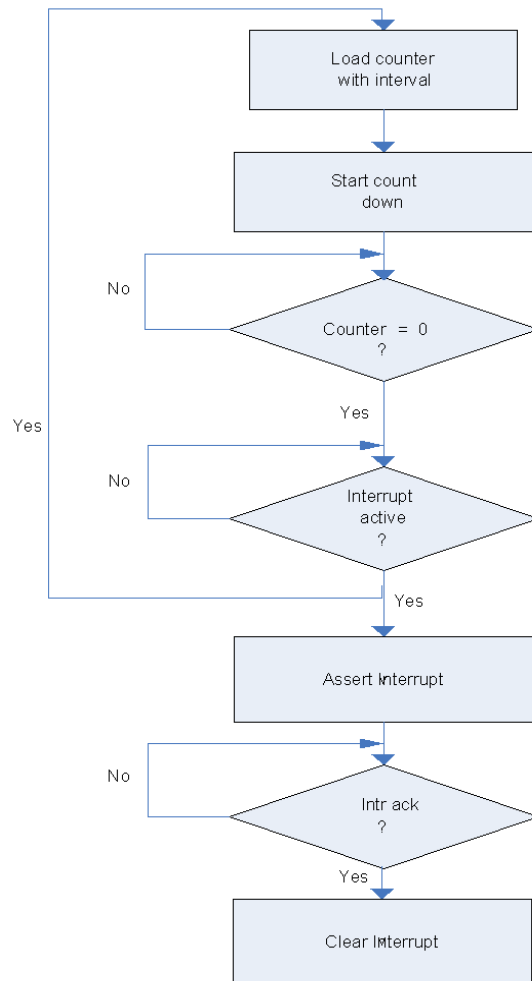 Load counter
with interval
Start count
down
No
Counter = 0
?
Yes
Yes
No
Interrupt
active
?
Yes
Assert Interrupt
No
Intr ack
?
Yes
Clear Interrupt